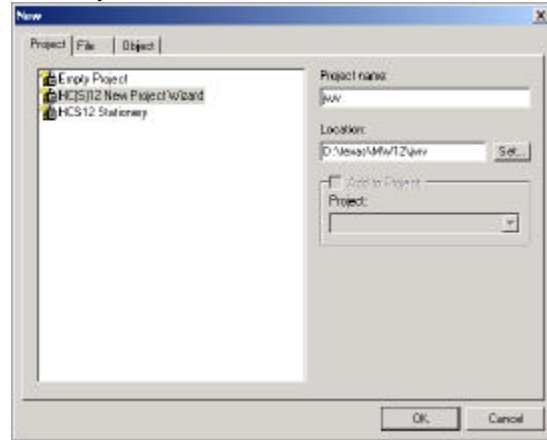 New
Project File Object
Empty Project
HC(S)12 New Project Wizard
HCS12 Stationery
Project name:
jvvv
Location:
Set...
Add to Project
Project:
OK
Cancel